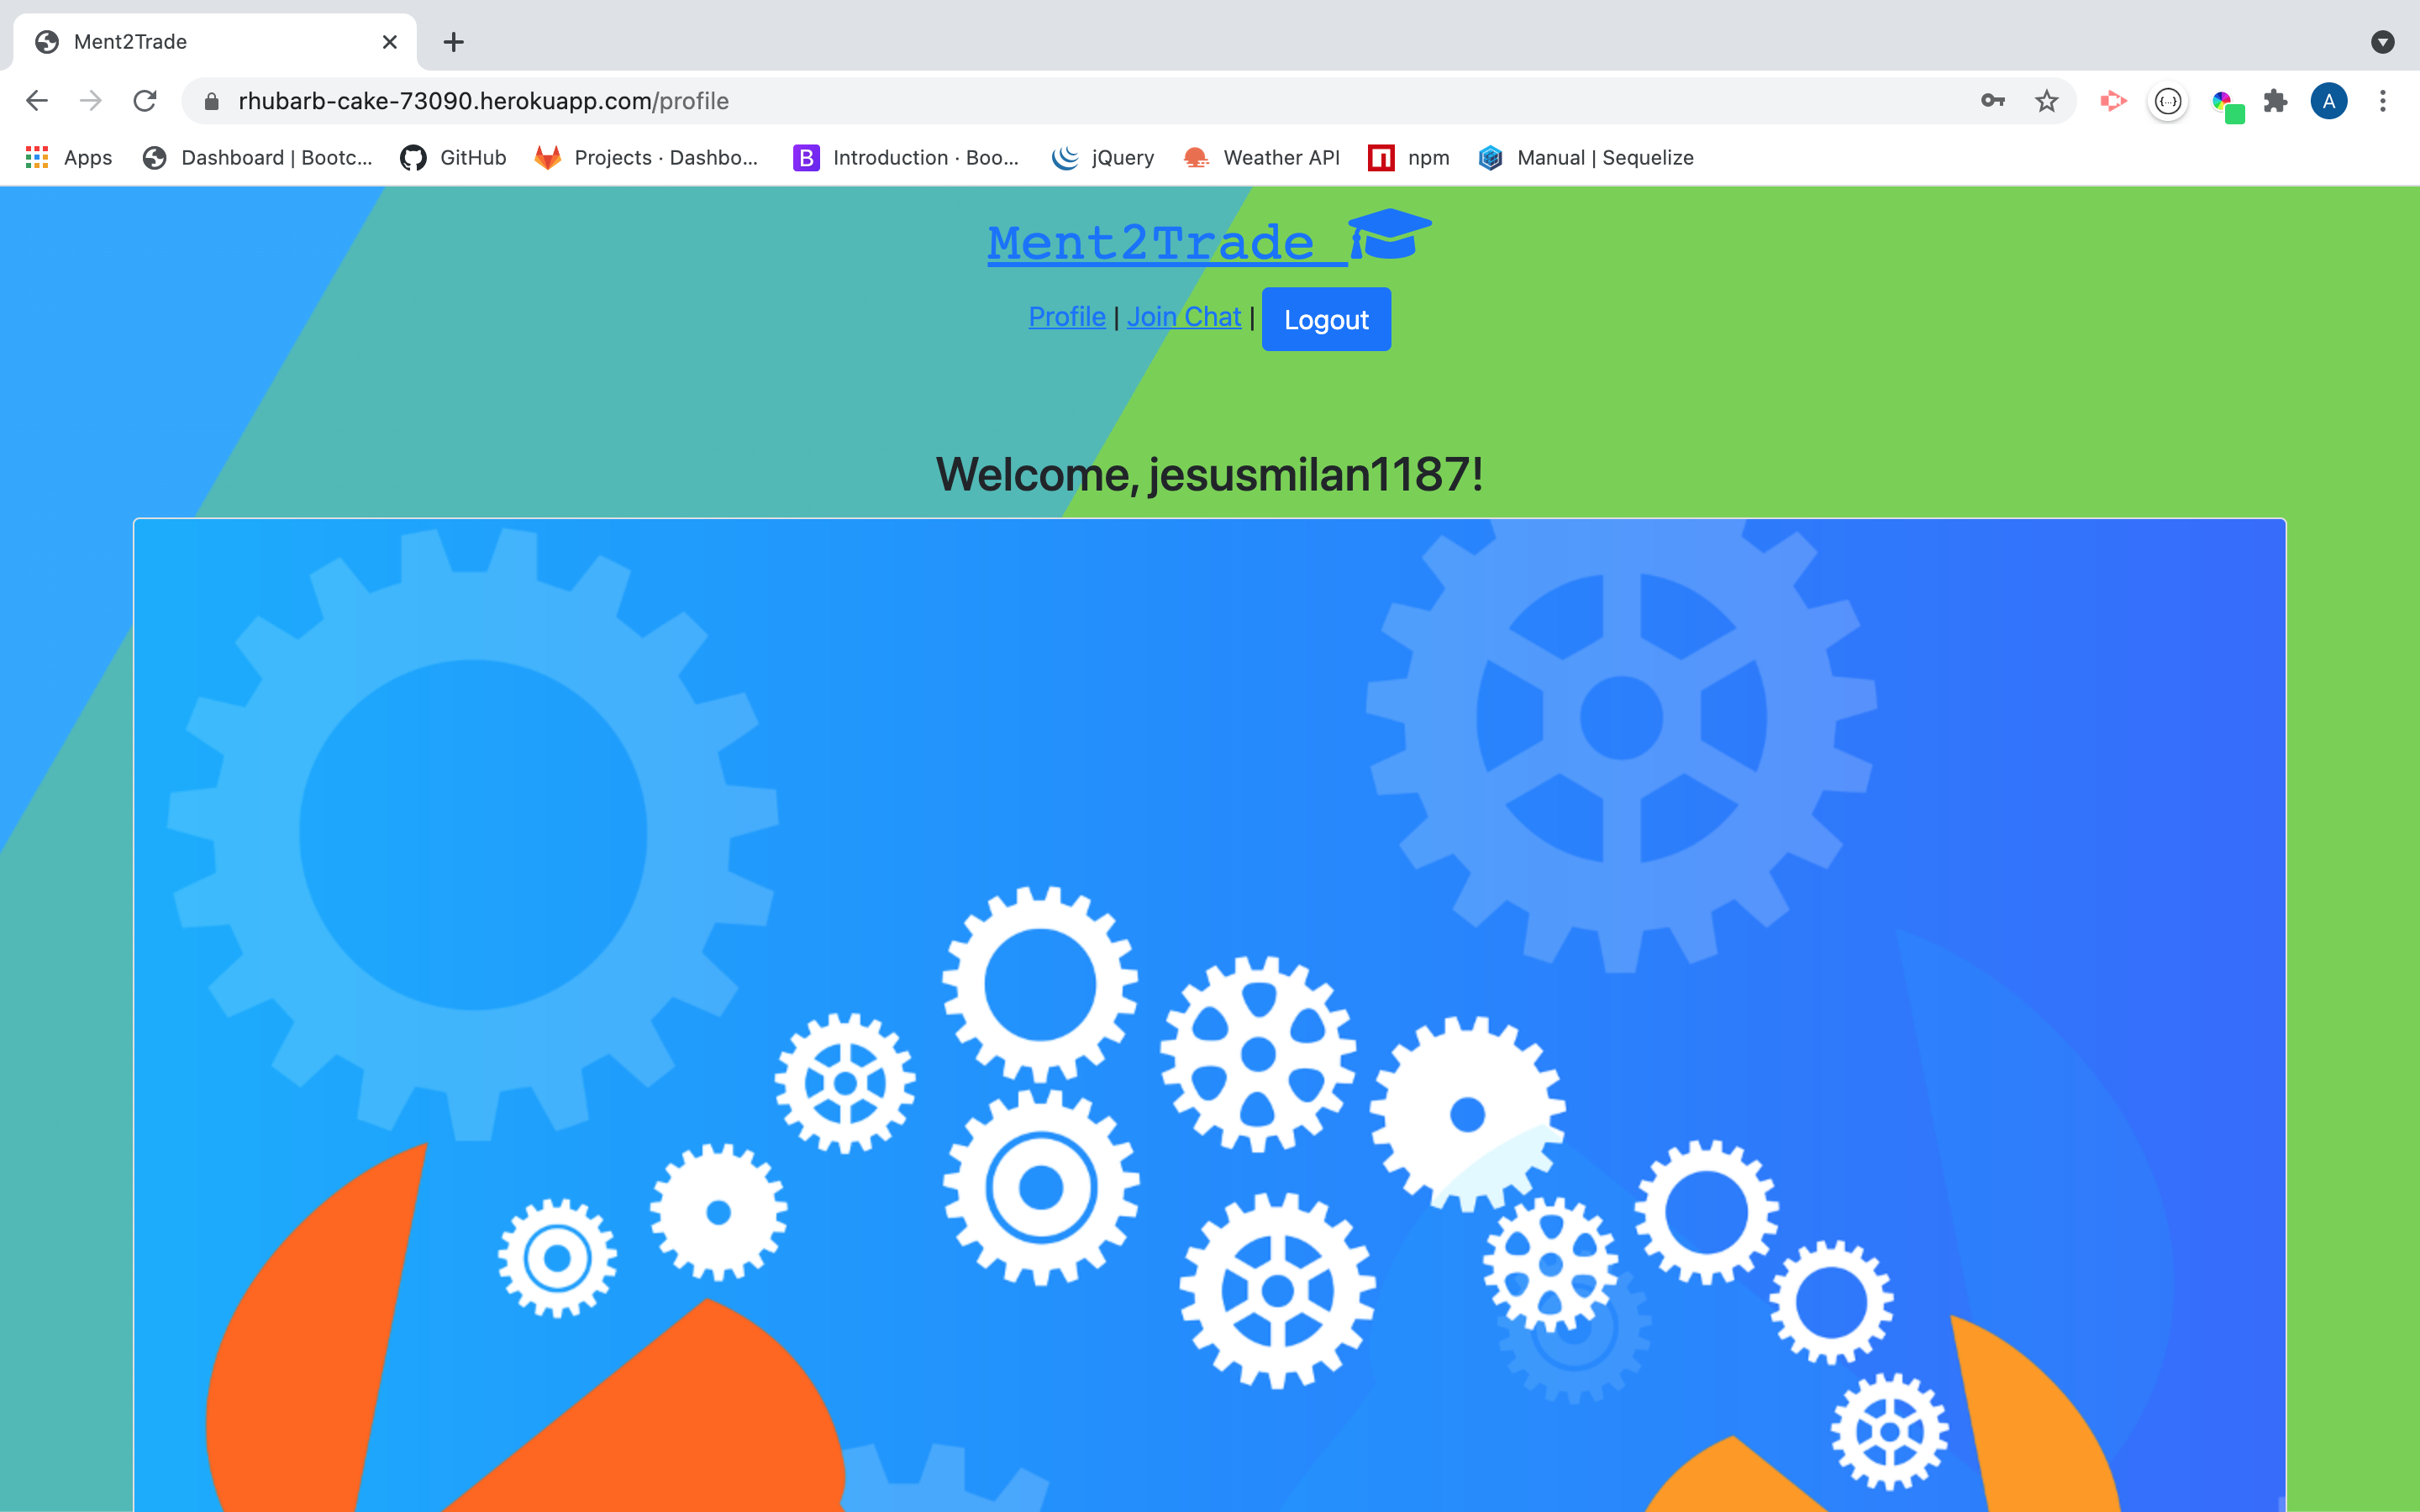 Ment2Trade
rhubarb-cake-73090.herokuapp.com/profile
A
Apps Dashboard | Bootc... GitHub Projects · Dashbo... B Introduction · Boo... jQuery Weather API npm Manual | Sequelize
Ment2Trade
Profile | Join Chat | Logout
Welcome, jesusmilan1187!